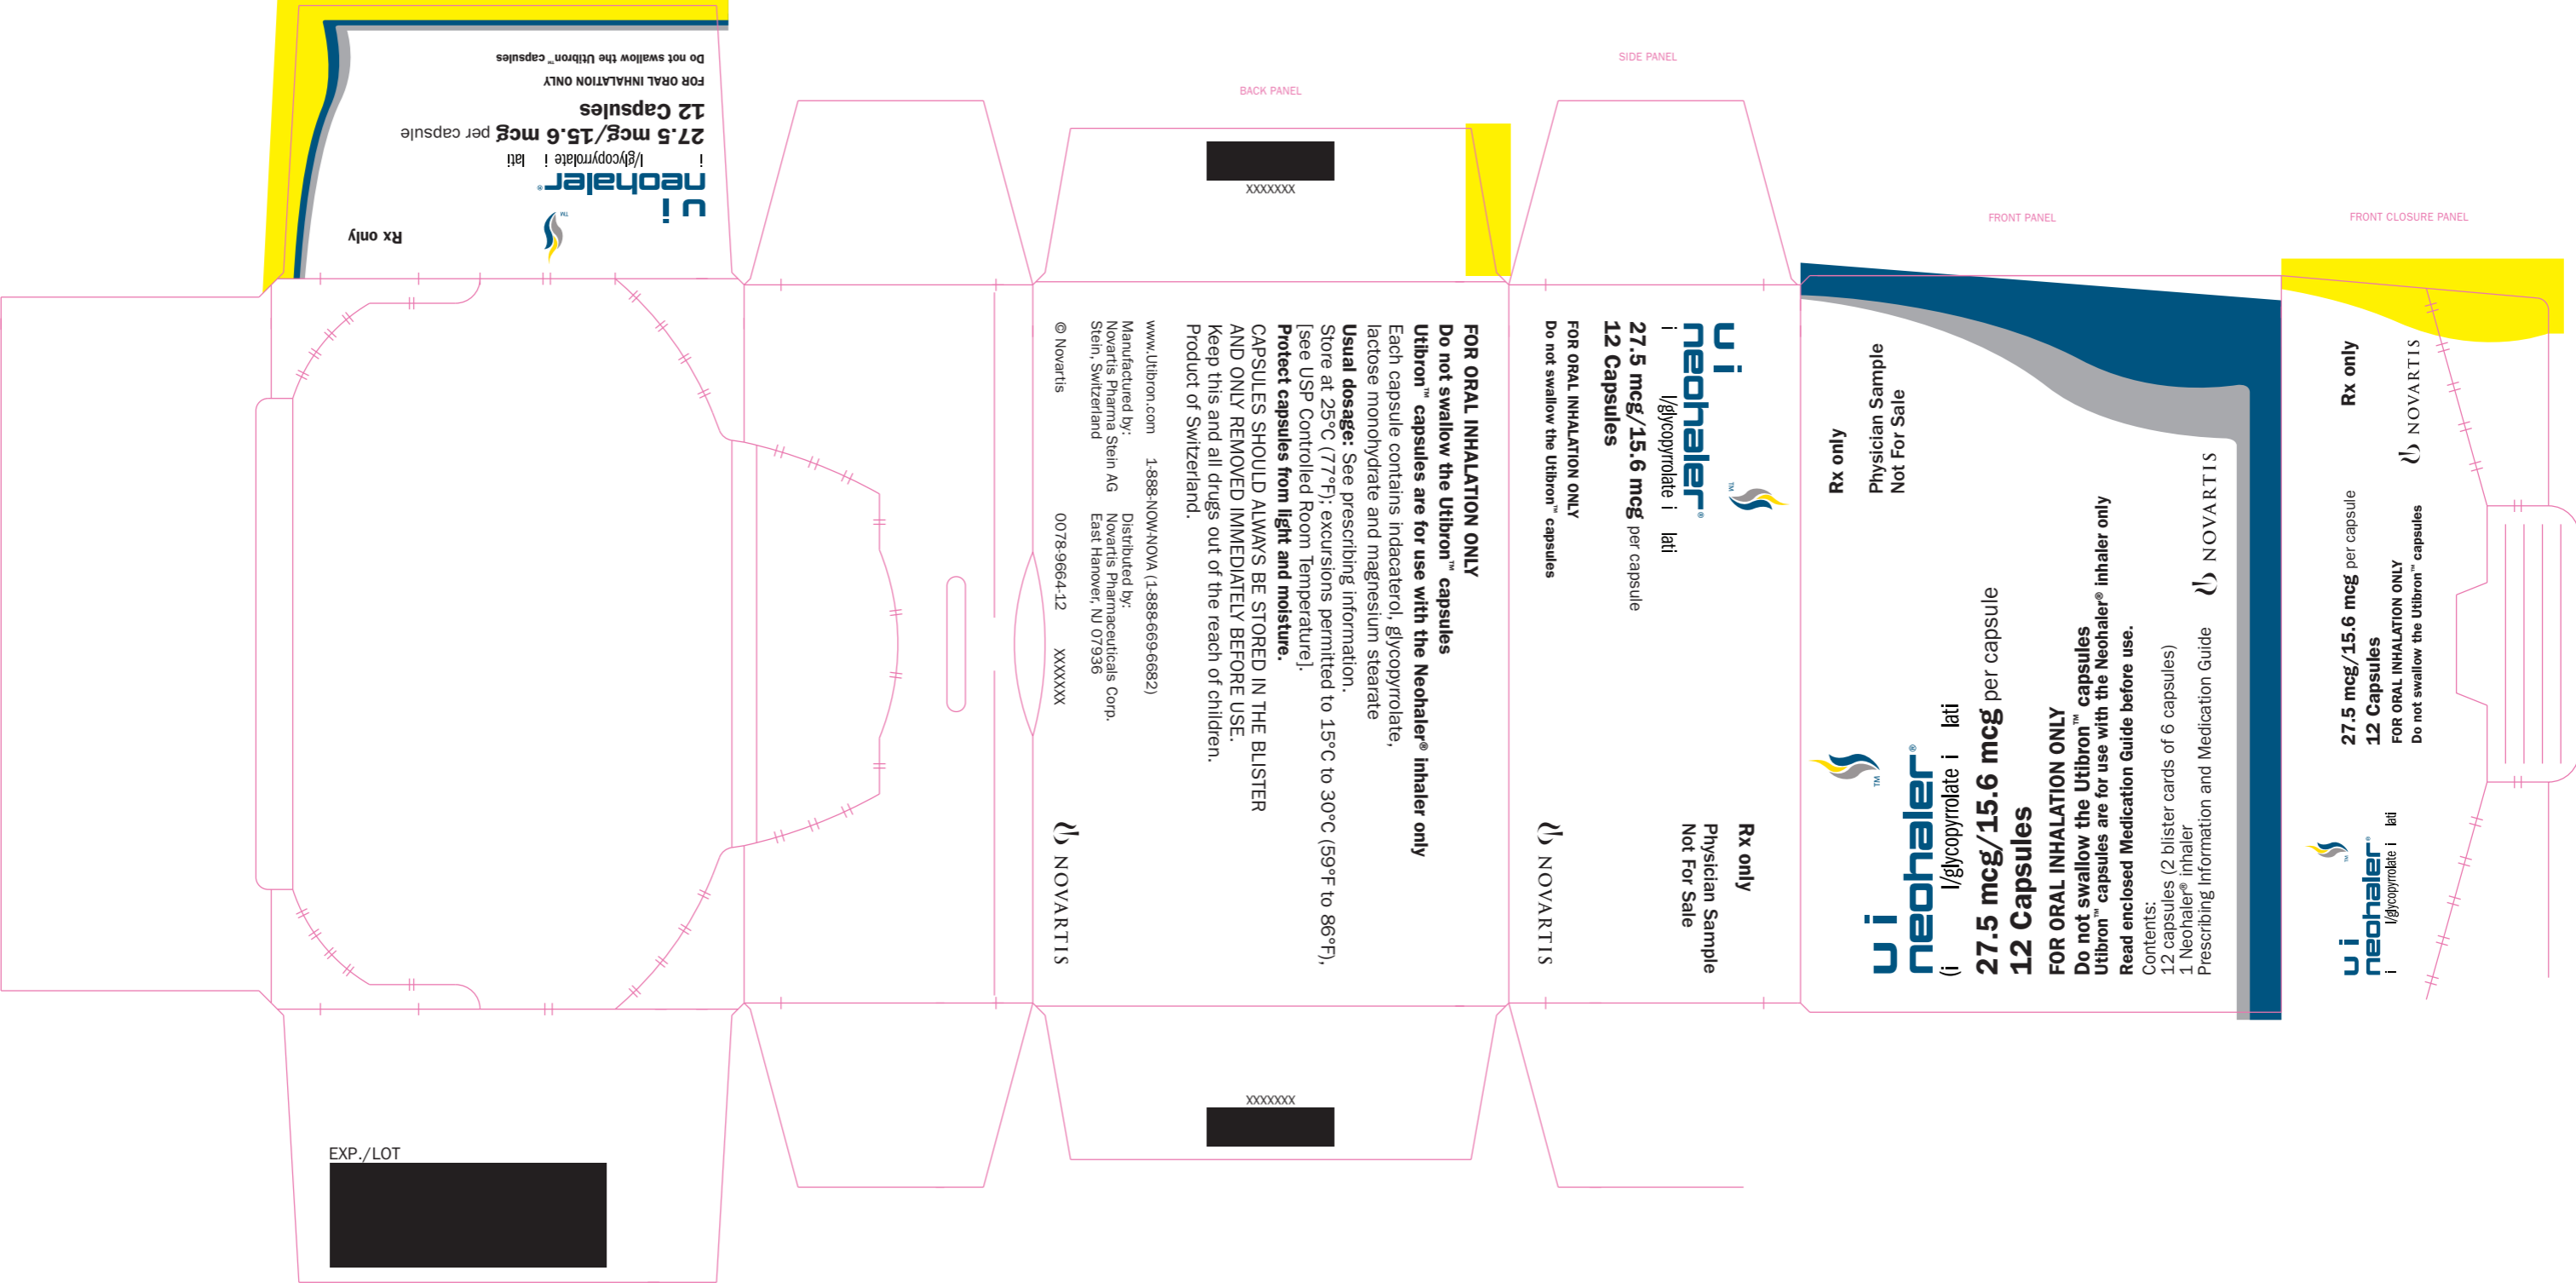 Do not swallow the Utibron™ capsules
FOR ORAL INHALATION ONLY
12 Capsules
27.5 mcg/15.6 mcg per capsule
i l/glycopyrrolate i lati
neohaler®
u i
™
Rx only
EXP./LOT
BACK PANEL
XXXXXXX
FOR ORAL INHALATION ONLY
Do not swallow the Utibron™ capsules
Utibron™ capsules are for use with the Neohaler® inhaler only
Each capsule contains indacaterol, glycopyrrolate,
lactose monohydrate and magnesium stearate
Usual dosage: See prescribing information.
Store at 25°C (77°F); excursions permitted to 15°C to 30°C (59°F to 86°F),
[see USP Controlled Room Temperature].
Protect capsules from light and moisture.
CAPSULES SHOULD ALWAYS BE STORED IN THE BLISTER
AND ONLY REMOVED IMMEDIATELY BEFORE USE.
Keep this and all drugs out of the reach of children.
Product of Switzerland.
www.Utibron.com 1-888-NOW-NOVA (1-888-669-6682)
Manufactured by:
Novartis Pharma Stein AG
Stein, Switzerland
Distributed by:
Novartis Pharmaceuticals Corp.
East Hanover, NJ 07936
© Novartis
0078-9664-12
XXXXXXX
NOVARTIS
XXXXXXX
SIDE PANEL
u i
neohaler®
™
i l/glycopyrrolate i lati
27.5 mcg/15.6 mcg per capsule
12 Capsules
FOR ORAL INHALATION ONLY
Do not swallow the Utibron™ capsules
Rx only
Physician Sample
Not For Sale
NOVARTIS
FRONT PANEL
Rx only
Physician Sample
Not For Sale
™
u i
neohaler®
(i l/glycopyrrolate i lati
27.5 mcg/15.6 mcg per capsule
12 Capsules
FOR ORAL INHALATION ONLY
Do not swallow the Utibron™ capsules
Utibron™ capsules are for use with the Neohaler® inhaler only
Read enclosed Medication Guide before use.
Contents:
12 capsules (2 blister cards of 6 capsules)
1 Neohaler® inhaler
Prescribing Information and Medication Guide
NOVARTIS
FRONT CLOSURE PANEL
Rx only
™
u i
neohaler®
i l/glycopyrrolate i lati
27.5 mcg/15.6 mcg per capsule
12 Capsules
FOR ORAL INHALATION ONLY
Do not swallow the Utibron™ capsules
NOVARTIS